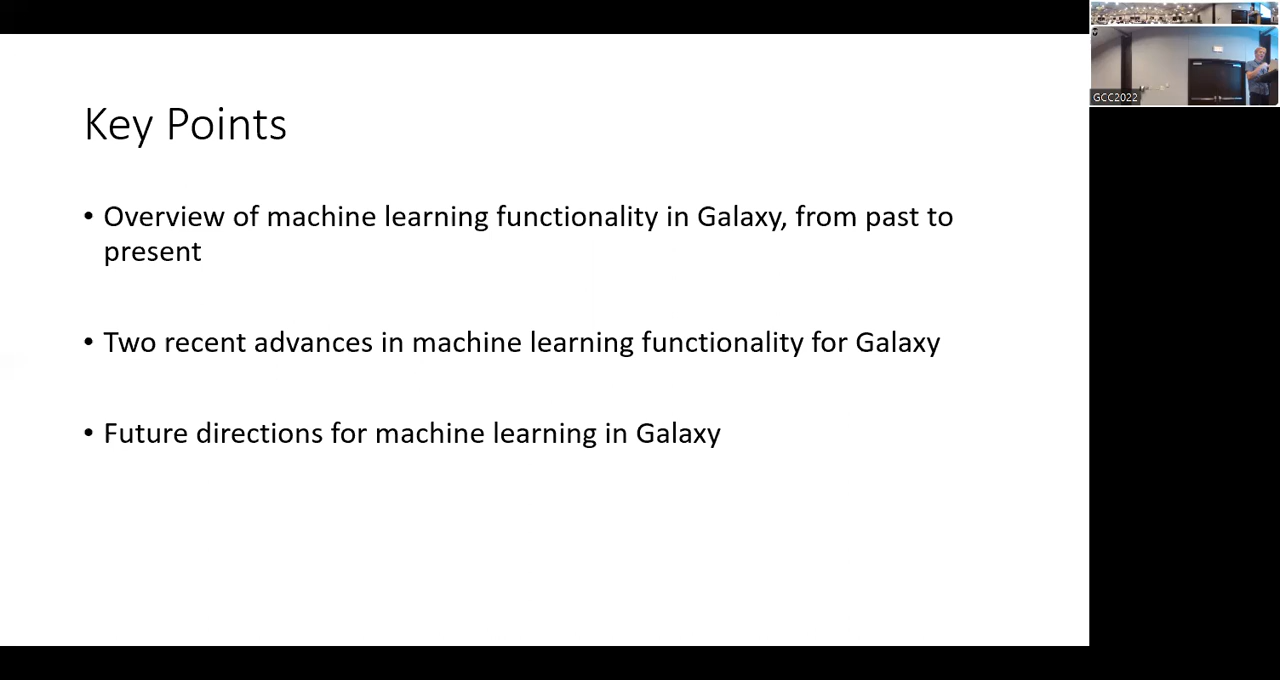 Key Points
• Overview of machine learning functionality in Galaxy, from past to
present
• Two recent advances in machine learning functionality for Galaxy
• Future directions for machine learning in Galaxy
GCC2022